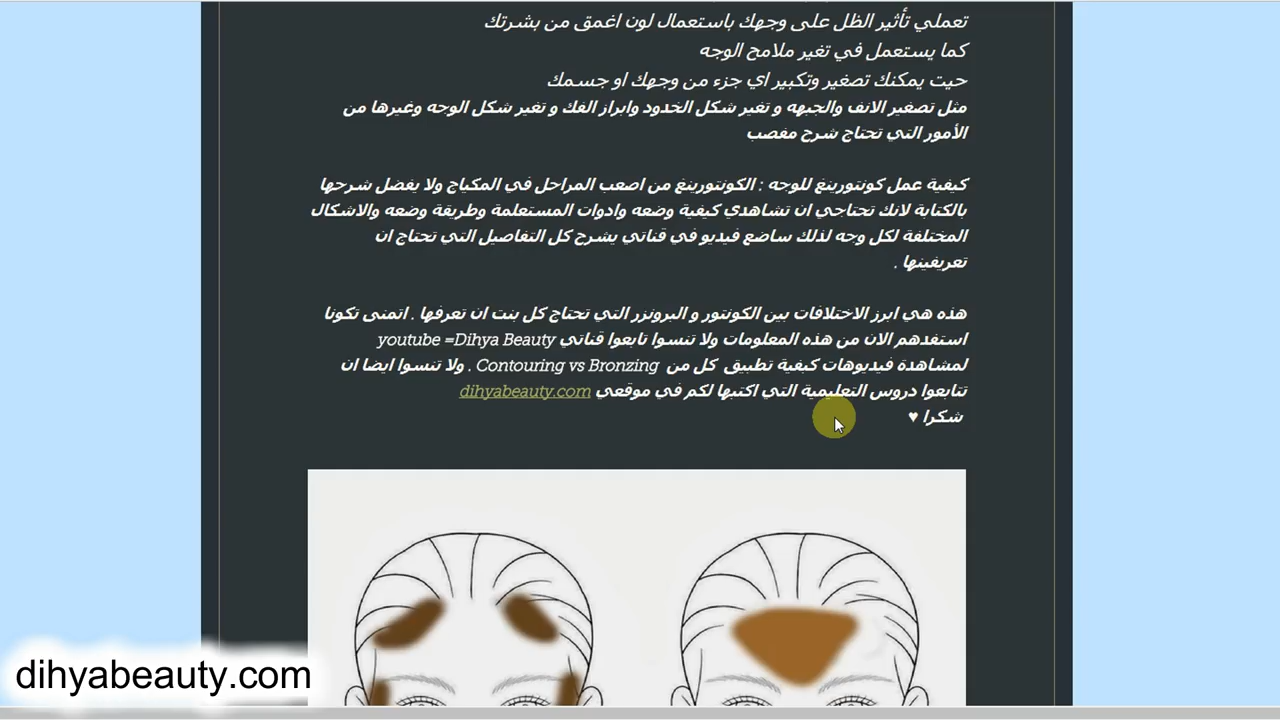 تعملي تأثير الظل على وجهك باستعمال لون اغمق من بشرتك
كما يستعمل في تغير ملامح الوجه
حيت يمكنك تصغير وتكبير اي جزء من وجهك او جسمك
مثل تصغير الانف والجبهه و تغير شكل الخدود وابراز الفك و تغير شكل الوجه وغيرها من
الأمور التي تحتاج شرح مفصب
كيفية عمل كونتورينغ للوجه : الكونتورينغ من اصعب المراحل في المكياج ولا يفضل شرحها
بالكتابة لانك تحتاجي ان تشاهدي كيفية وضعه وادوات المستعلمة وطريقة وضعه والاشكال
المختلفة لكل وجه لذلك ساضع فيديو في قناتي يشرح كل التفاصيل التي تحتاج ان
تعريفينها .
هذه هي ابرز الاختلافات بين الكونتور و البرونزر التي تحتاج كل بنت ان تعرفها . اتمنى تكونا
استفدهم الان من هذه المعلومات ولا تنسوا تابعوا قناتي youtube =Dihya Beauty
لمشاهدة فيديوهات كيفية تطبيق كل من Contouring vs Bronzing . ولا تنسوا ايضا ان
تتابعوا دروس التعليمية التي اكتبها لكم في موقعي dihyabeauty.com
شكرا ♥
dihyabeauty.com